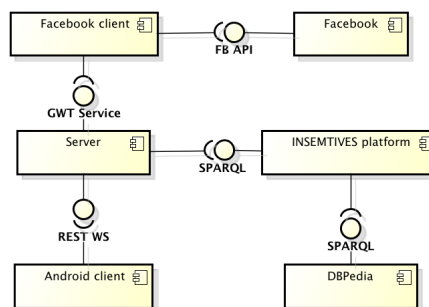 Facebook client
Facebook
FB API
GWT Service
Server
INSEMTIVES platform
SPARQL
REST WS
SPARQL
Android client
DBPedia